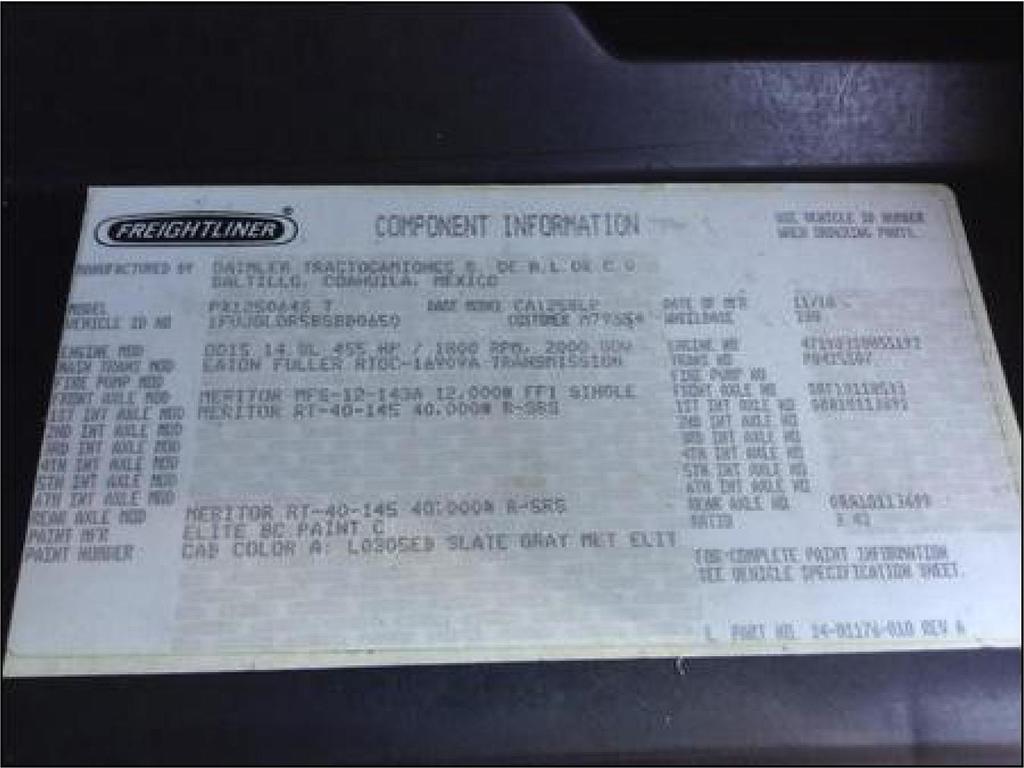 FREIGHTLINER®
COMPONENT INFORMATION
USE VEHICLE ID NUMBER
WHEN ORDERING PARTS.
MANUFACTURED BY DAIMLER TRACTOCAMIONES S. DE R.L.DE C.V
SALTILLO, COAHUILA, MEXICO
MODEL PX125064S T BASE MODEL CA125SLP DATE OF MFR 11/10
VEHICLE ID NO CUSTOMER WHEELBASE
ENGINE MOD DD15 14.8L 455 HP / 1800 RPM, 2000 GOV ENGINE NO
MAIN TRANS MOD EATON FULLER RTOC-16909A TRANSMISSION TRANS NO
FIRE PUMP MOD FIRE PUMP NO
FRONT AXLE MOD MERITOR MFS-12-143A 12,000# FF1 SINGLE FRONT AXLE NO
1ST INT AXLE MOD MERITOR RT-40-145 40,000# R-SRS 1ST INT AXLE NO
2ND INT AXLE MOD 2ND INT AXLE NO
3RD INT AXLE MOD 3RD INT AXLE NO
4TH INT AXLE MOD 4TH INT AXLE NO
5TH INT AXLE MOD 5TH INT AXLE NO
6TH INT AXLE MOD 6TH INT AXLE NO
REAR AXLE MOD MERITOR RT-40-145 40,000# R-SRS REAR AXLE NO
PAINT MFR ELITE BC PAINT C RATIO
PAINT NUMBER CAB COLOR A: L0305EB SLATE GRAY MET ELIT
FOR COMPLETE PAINT INFORMATION
SEE VEHICLE SPECIFICATION SHEET.
PART NO. 24-01176-010 REV A